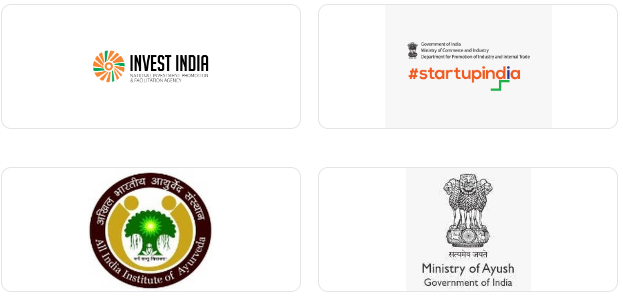 INVEST INDIA
NATIONAL INVESTMENT PROMOTION
& FACILITATION AGENCY
Government of India
Ministry of Commerce and Industry
Department for Promotion of Industry and Internal Trade
#startupindia
अखिल भारतीय आयुर्वेद संस्थान
All India Institute of Ayurveda
सत्यमेव जयते
Ministry of Ayush
Government of India